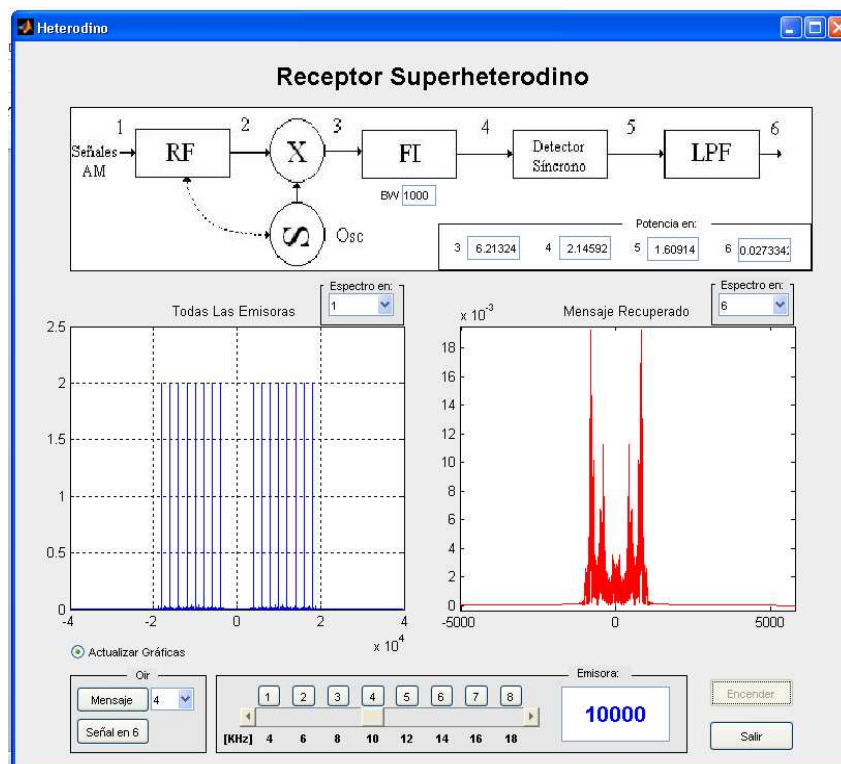 Heterodino
Receptor Superheterodino
1 2 3 4 5 6
Señales AM
RF
X
FI
Detector Síncrono
LPF
BW 1000
Osc
Potencia en:
3 6.21324 4 2.14592 5 1.60914 6 0.027334
Espectro en:
1
Todas Las Emisoras
Espectro en:
6
Mensaje Recuperado
2.5
2
1.5
1
0.5
0
-4 -2 0 2 4
x 10^4
x 10^-3
18
16
14
12
10
8
6
4
2
0
-5000 0 5000
Actualizar Gráficas
Oir
Mensaje 4
Señal en 6
1 2 3 4 5 6 7 8
[KHz] 4 6 8 10 12 14 16 18
Emisora:
10000
Encender
Salir